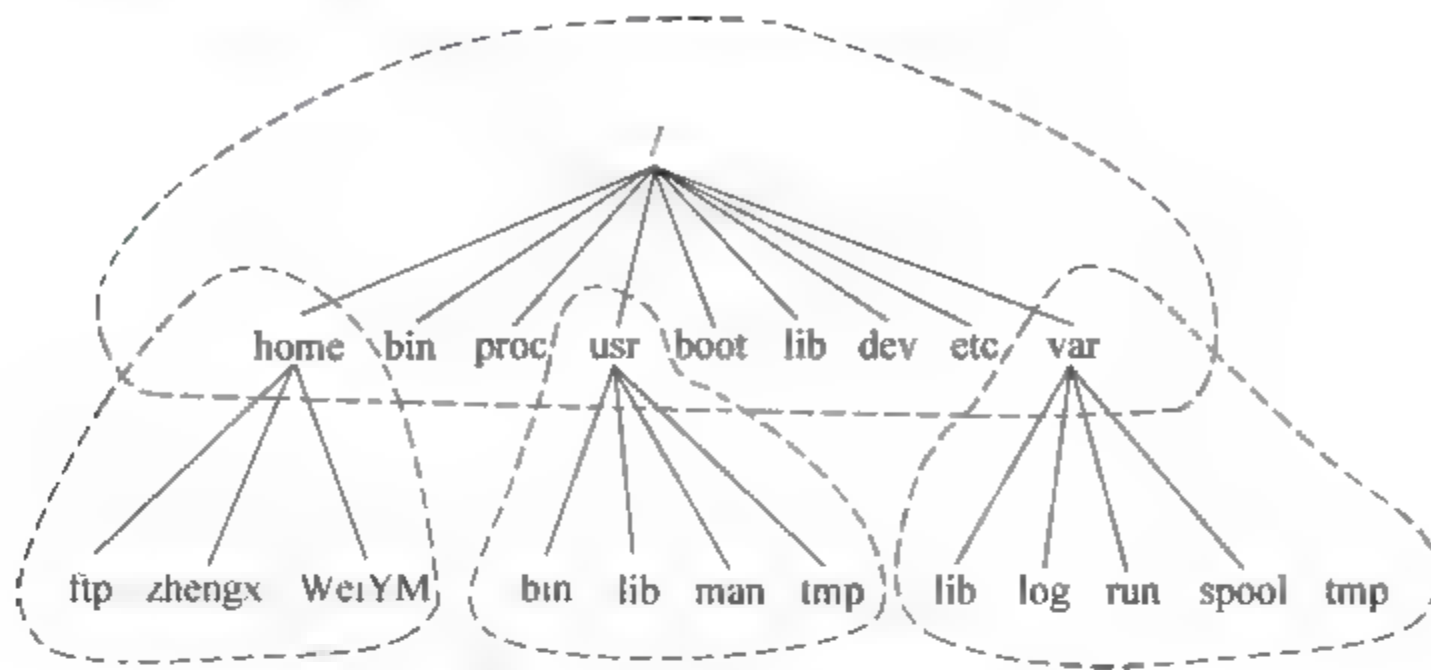 /
home bin proc usr boot lib dev etc var
ftp zhengx WeiYM bin lib man tmp lib log run spool tmp